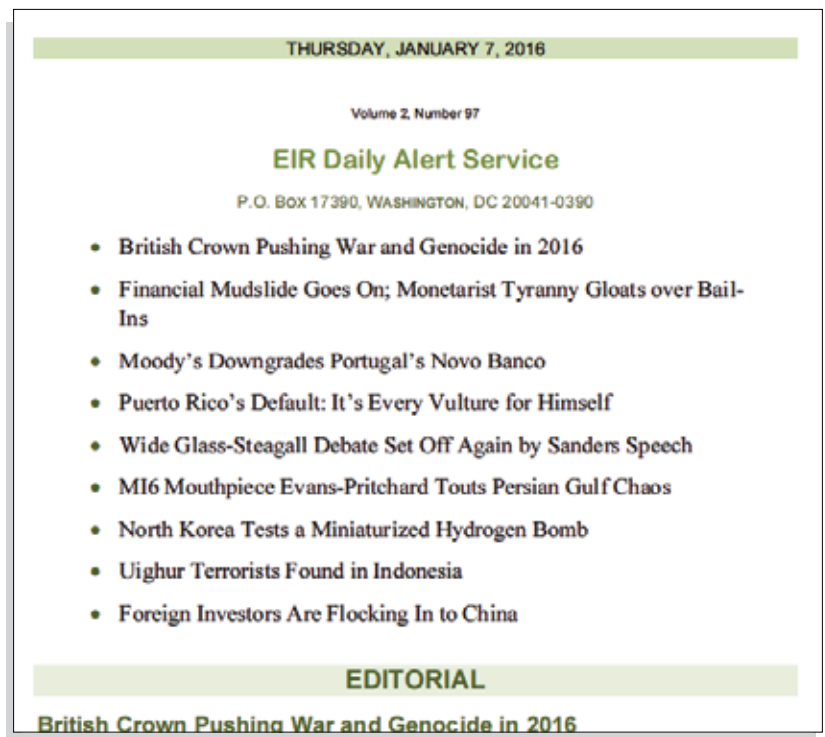 THURSDAY, JANUARY 7, 2016
Volume 2, Number 97
EIR Daily Alert Service
P.O. BOX 17390, WASHINGTON, DC 20041-0390
• British Crown Pushing War and Genocide in 2016
• Financial Mudslide Goes On; Monetarist Tyranny Gloats over Bail-
Ins
• Moody's Downgrades Portugal's Novo Banco
• Puerto Rico's Default: It's Every Vulture for Himself
• Wide Glass-Steagall Debate Set Off Again by Sanders Speech
• MI6 Mouthpiece Evans-Pritchard Touts Persian Gulf Chaos
• North Korea Tests a Miniaturized Hydrogen Bomb
• Uighur Terrorists Found in Indonesia
• Foreign Investors Are Flocking In to China
EDITORIAL
British Crown Pushing War and Genocide in 2016